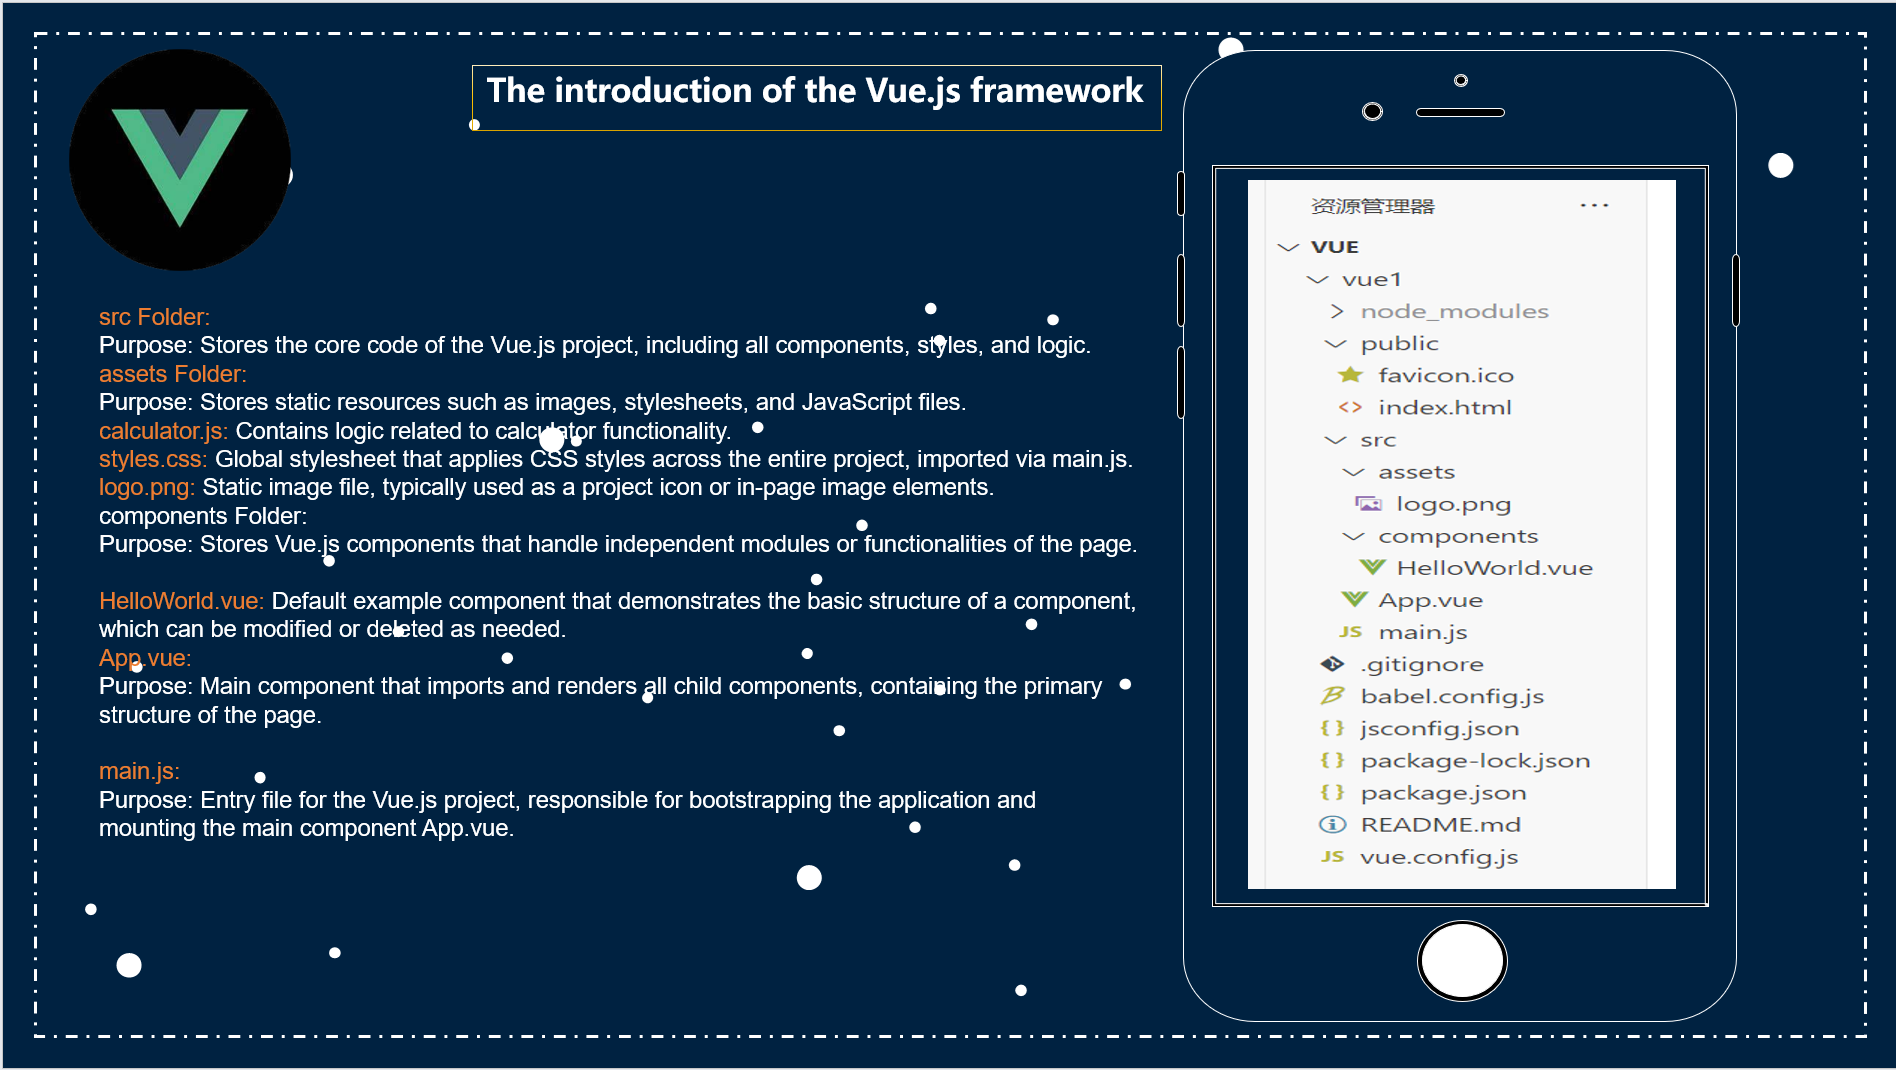 The introduction of the Vue.js framework
src Folder:
Purpose: Stores the core code of the Vue.js project, including all components, styles, and logic.
assets Folder:
Purpose: Stores static resources such as images, stylesheets, and JavaScript files.
calculator.js: Contains logic related to calculator functionality.
styles.css: Global stylesheet that applies CSS styles across the entire project, imported via main.js.
logo.png: Static image file, typically used as a project icon or in-page image elements.
components Folder:
Purpose: Stores Vue.js components that handle independent modules or functionalities of the page.
HelloWorld.vue: Default example component that demonstrates the basic structure of a component,
which can be modified or deleted as needed.
App.vue:
Purpose: Main component that imports and renders all child components, containing the primary
structure of the page.
main.js:
Purpose: Entry file for the Vue.js project, responsible for bootstrapping the application and
mounting the main component App.vue.
资源管理器 ···
VUE
vue1
node_modules
public
favicon.ico
<> index.html
src
assets
logo.png
components
HelloWorld.vue
App.vue
JS main.js
.gitignore
babel.config.js
{} jsconfig.json
{} package-lock.json
{} package.json
README.md
JS vue.config.js